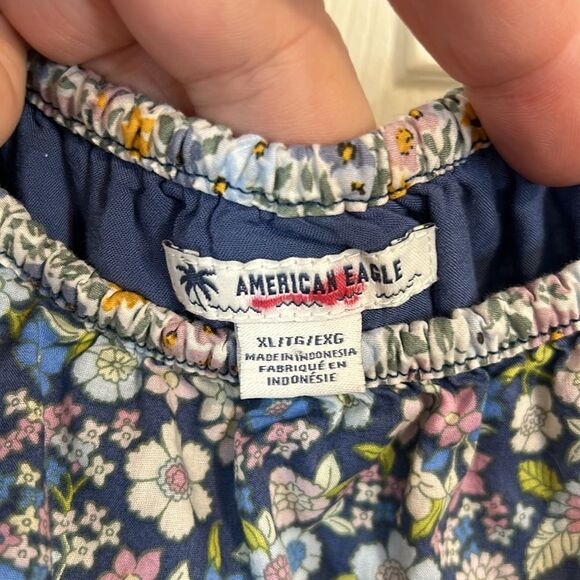 AMERICAN EAGLE
XL/TG/EXG
MADE IN INDONESIA
FABRIQUÉ EN
INDONÉSIE